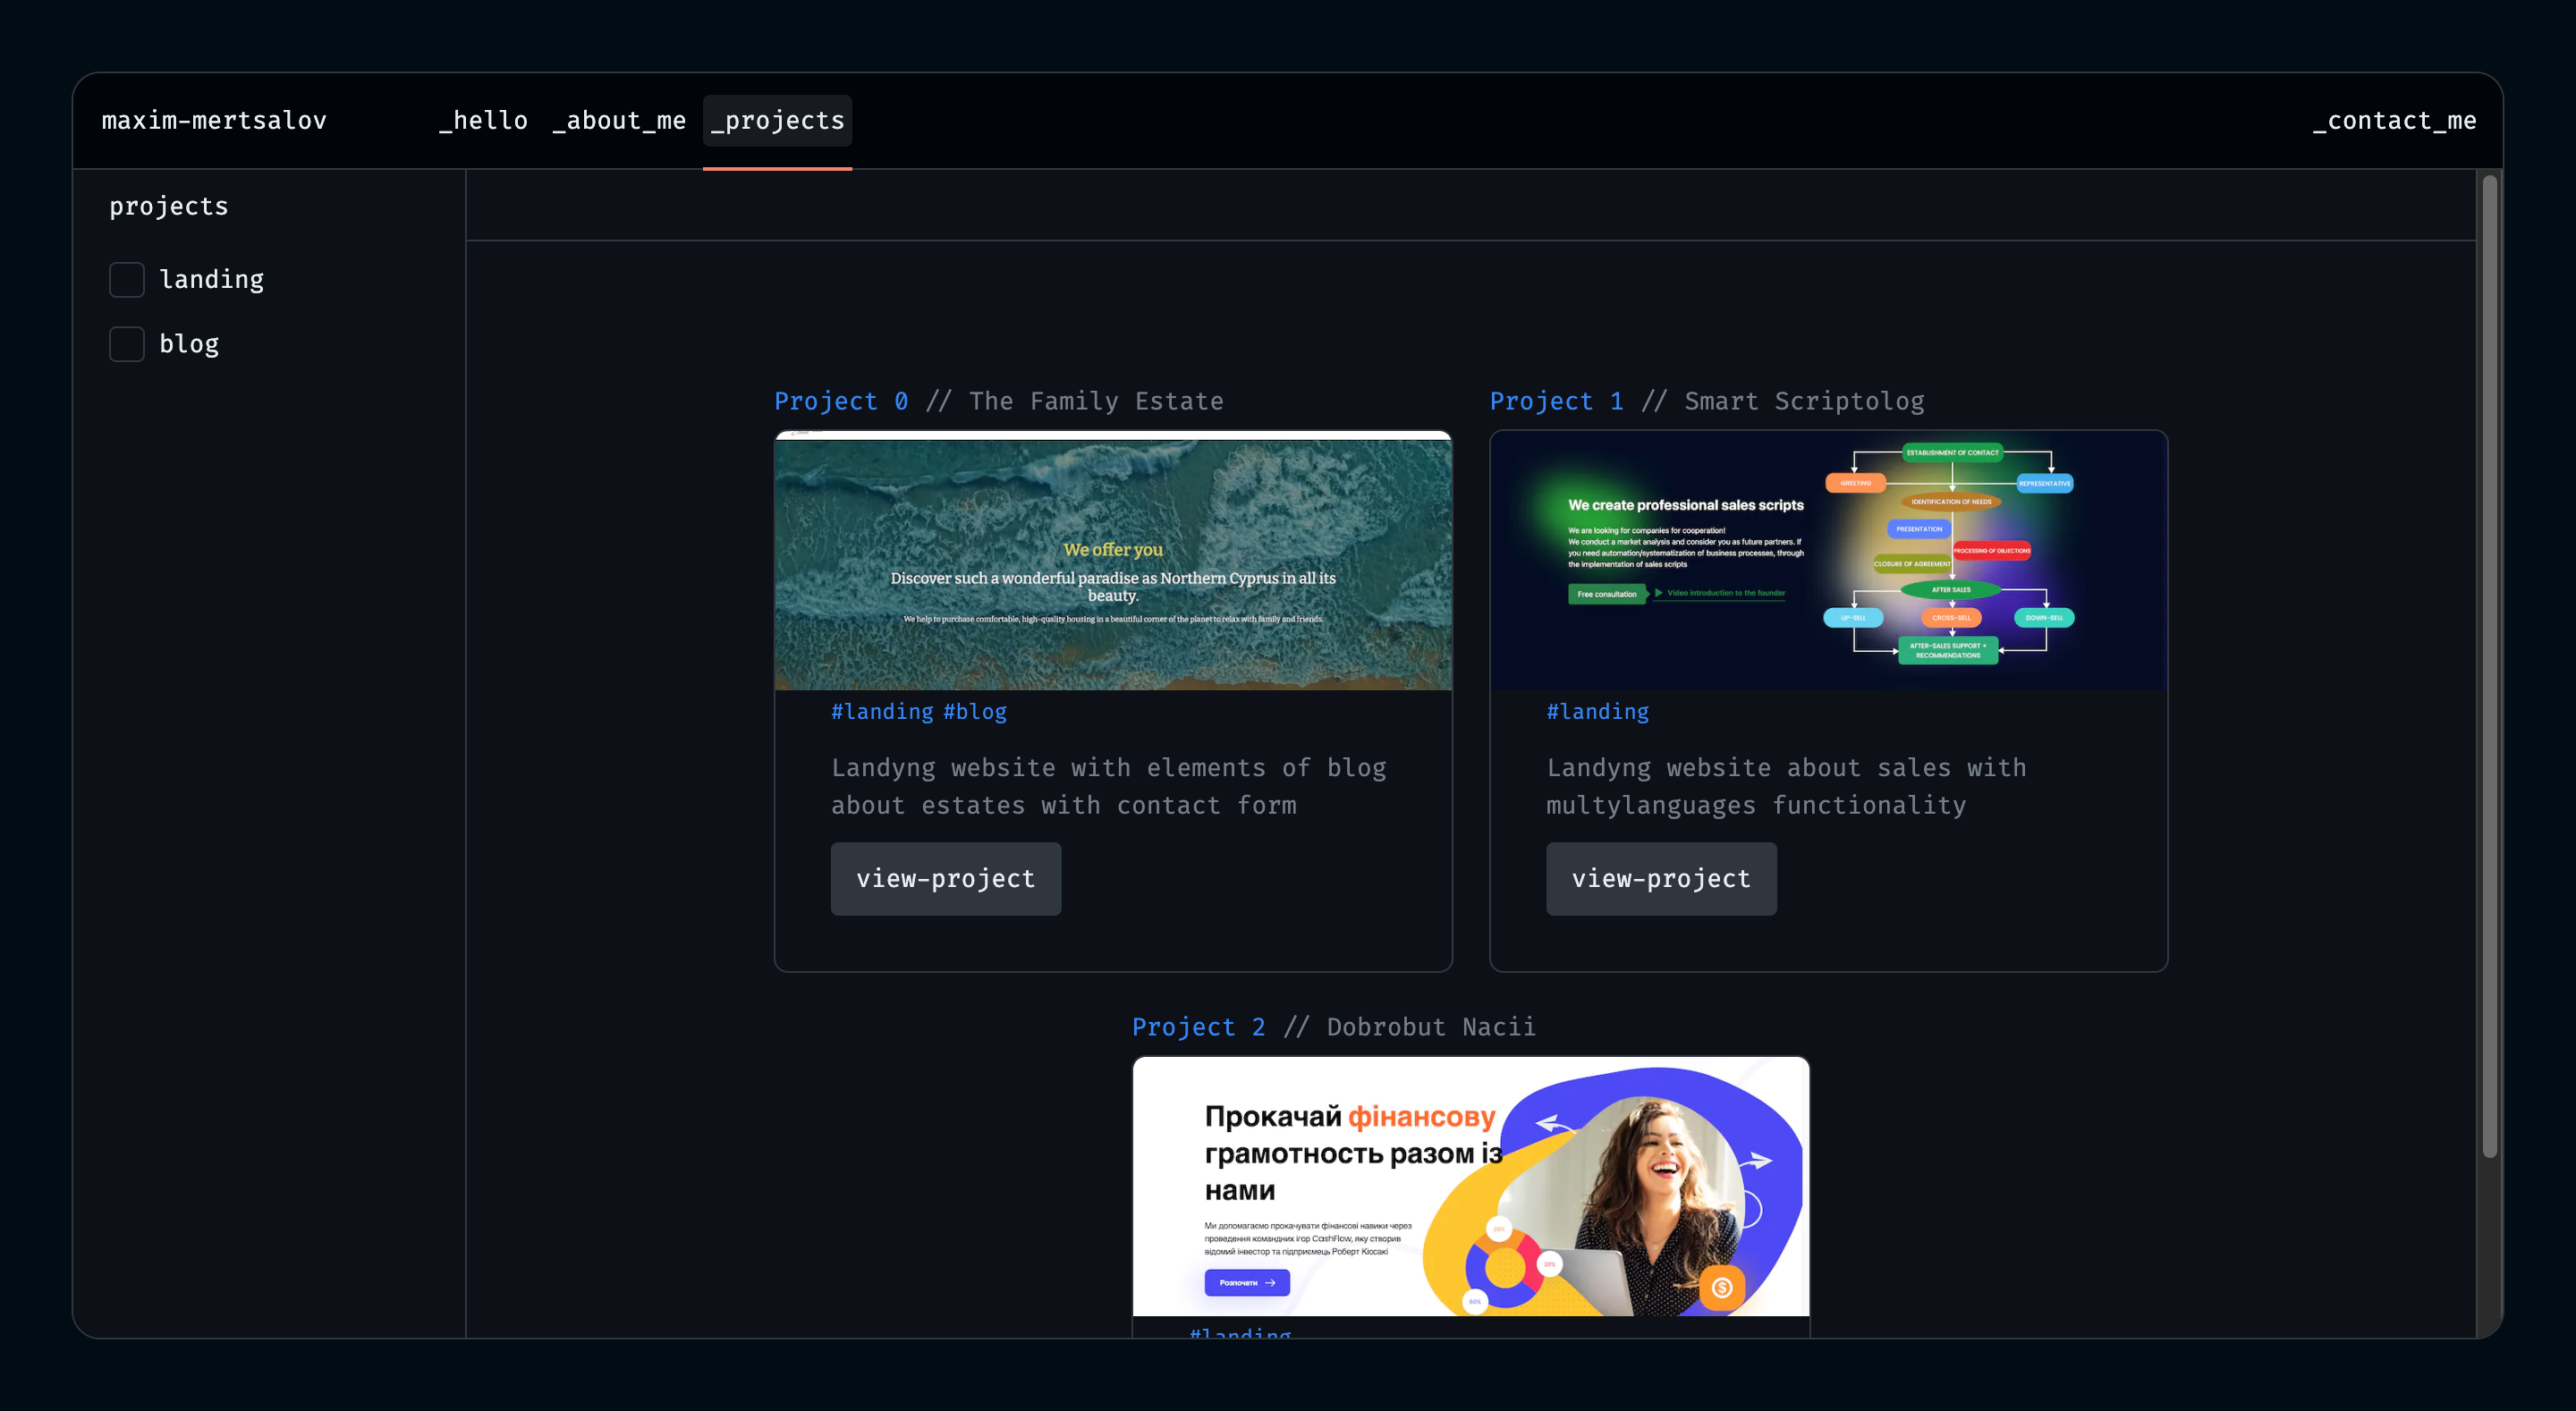 maxim-mertsalov
_hello
_about_me
_projects
_contact_me
projects
landing
blog
Project 0 // The Family Estate
We offer you
Discover such a wonderful paradise as Northern Cyprus in all its
beauty.
We help to purchase comfortable, high-quality housing in a beautiful corner of the planet to relax with family and friends.
#landing #blog
Landyng website with elements of blog
about estates with contact form
view-project
Project 1 // Smart Scriptolog
We create professional sales scripts
We are looking for companies for cooperation!
We conduct a market analysis and consider you as future partners. If
you need automation/systematization of business processes, through
the implementation of sales scripts
Free consultation
Video introduction to the founder
ESTABLISHMENT OF CONTACT
GREETING
REPRESENTATIVE
IDENTIFICATION OF NEEDS
PRESENTATION
PROCESSING OF OBJECTIONS
CLOSURE OF AGREEMENT
AFTER SALES
UP-SELL
CROSS-SELL
DOWN-SELL
AFTER-SALES SUPPORT +
RECOMMENDATIONS
#landing
Landyng website about sales with
multylanguages functionality
view-project
Project 2 // Dobrobut Nacii
Прокачай фінансову
грамотность разом із
нами
Ми допомагаємо прокачувати фінансові навики через
проведення командних ігор CashFlow, яку створив
відомий інвестор та підприємець Роберт Кіосакі
Розпочати
60%
#landing